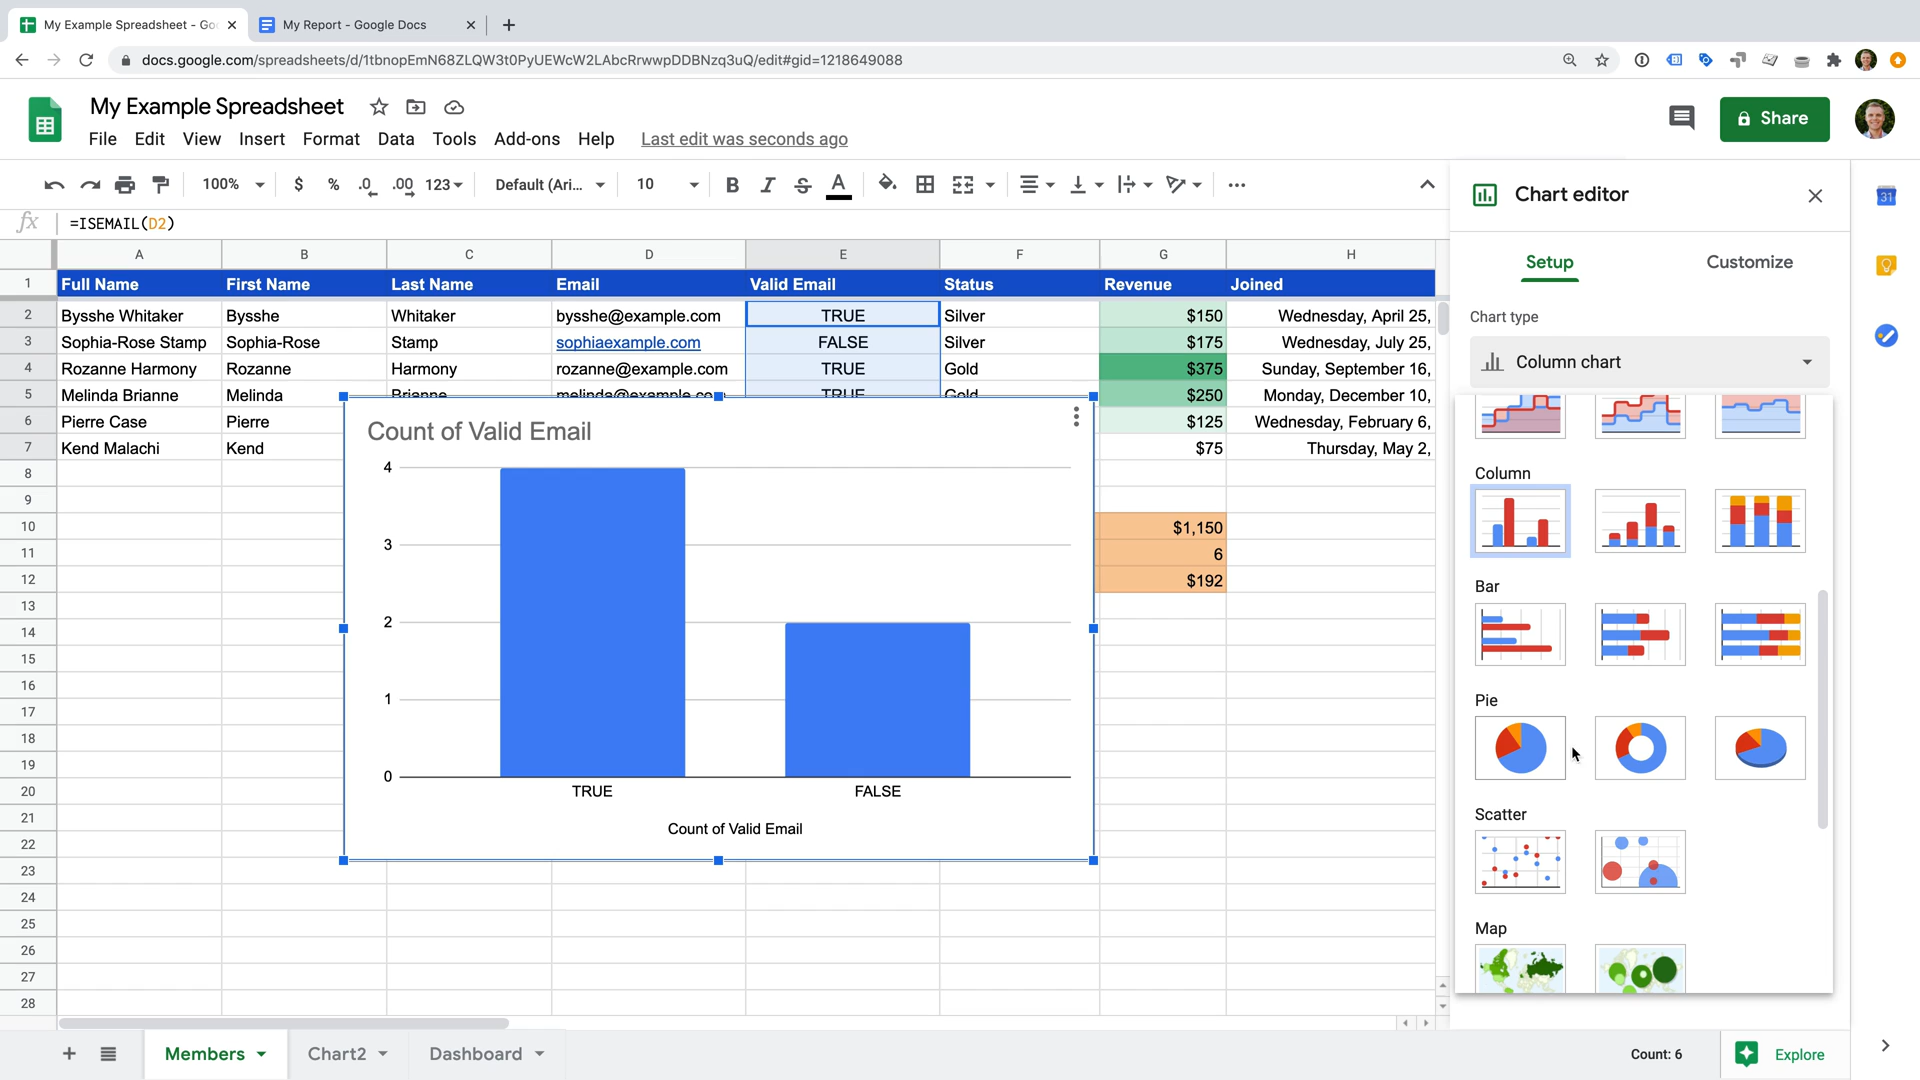 My Example Spreadsheet - Go
My Report - Google Docs
docs.google.com/spreadsheets/d/1tbnopEmN68ZLQW3t0PyUEWcW2LAbcRrwwpDDBNzq3uQ/edit#gid=1218649088
My Example Spreadsheet
File Edit View Insert Format Data Tools Add-ons Help Last edit was seconds ago
Share
100% $ % .0 .00 123 Default (Ari... 10 B I S A
fx =ISEMAIL(D2)
A B C D E F G H
1 Full Name First Name Last Name Email Valid Email Status Revenue Joined
2 Bysshe Whitaker Bysshe Whitaker bysshe@example.com TRUE Silver $150 Wednesday, April 25,
3 Sophia-Rose Stamp Sophia-Rose Stamp sophiaexample.com FALSE Silver $175 Wednesday, July 25,
4 Rozanne Harmony Rozanne Harmony rozanne@example.com TRUE Gold $375 Sunday, September 16,
5 Melinda Brianne Melinda Brianne melinda@example.co TRUE Gold $250 Monday, December 10,
6 Pierre Case Pierre $125 Wednesday, February 6,
7 Kend Malachi Kend $75 Thursday, May 2,
8
9
10 $1,150
11 6
12 $192
13
14
15
16
17
18
19
20
21
22
23
24
25
26
27
28
Count of Valid Email
4
3
2
1
0
TRUE FALSE
Count of Valid Email
Chart editor
Setup Customize
Chart type
Column chart
Column
Bar
Pie
Scatter
Map
31
Members Chart2 Dashboard
Count: 6
Explore